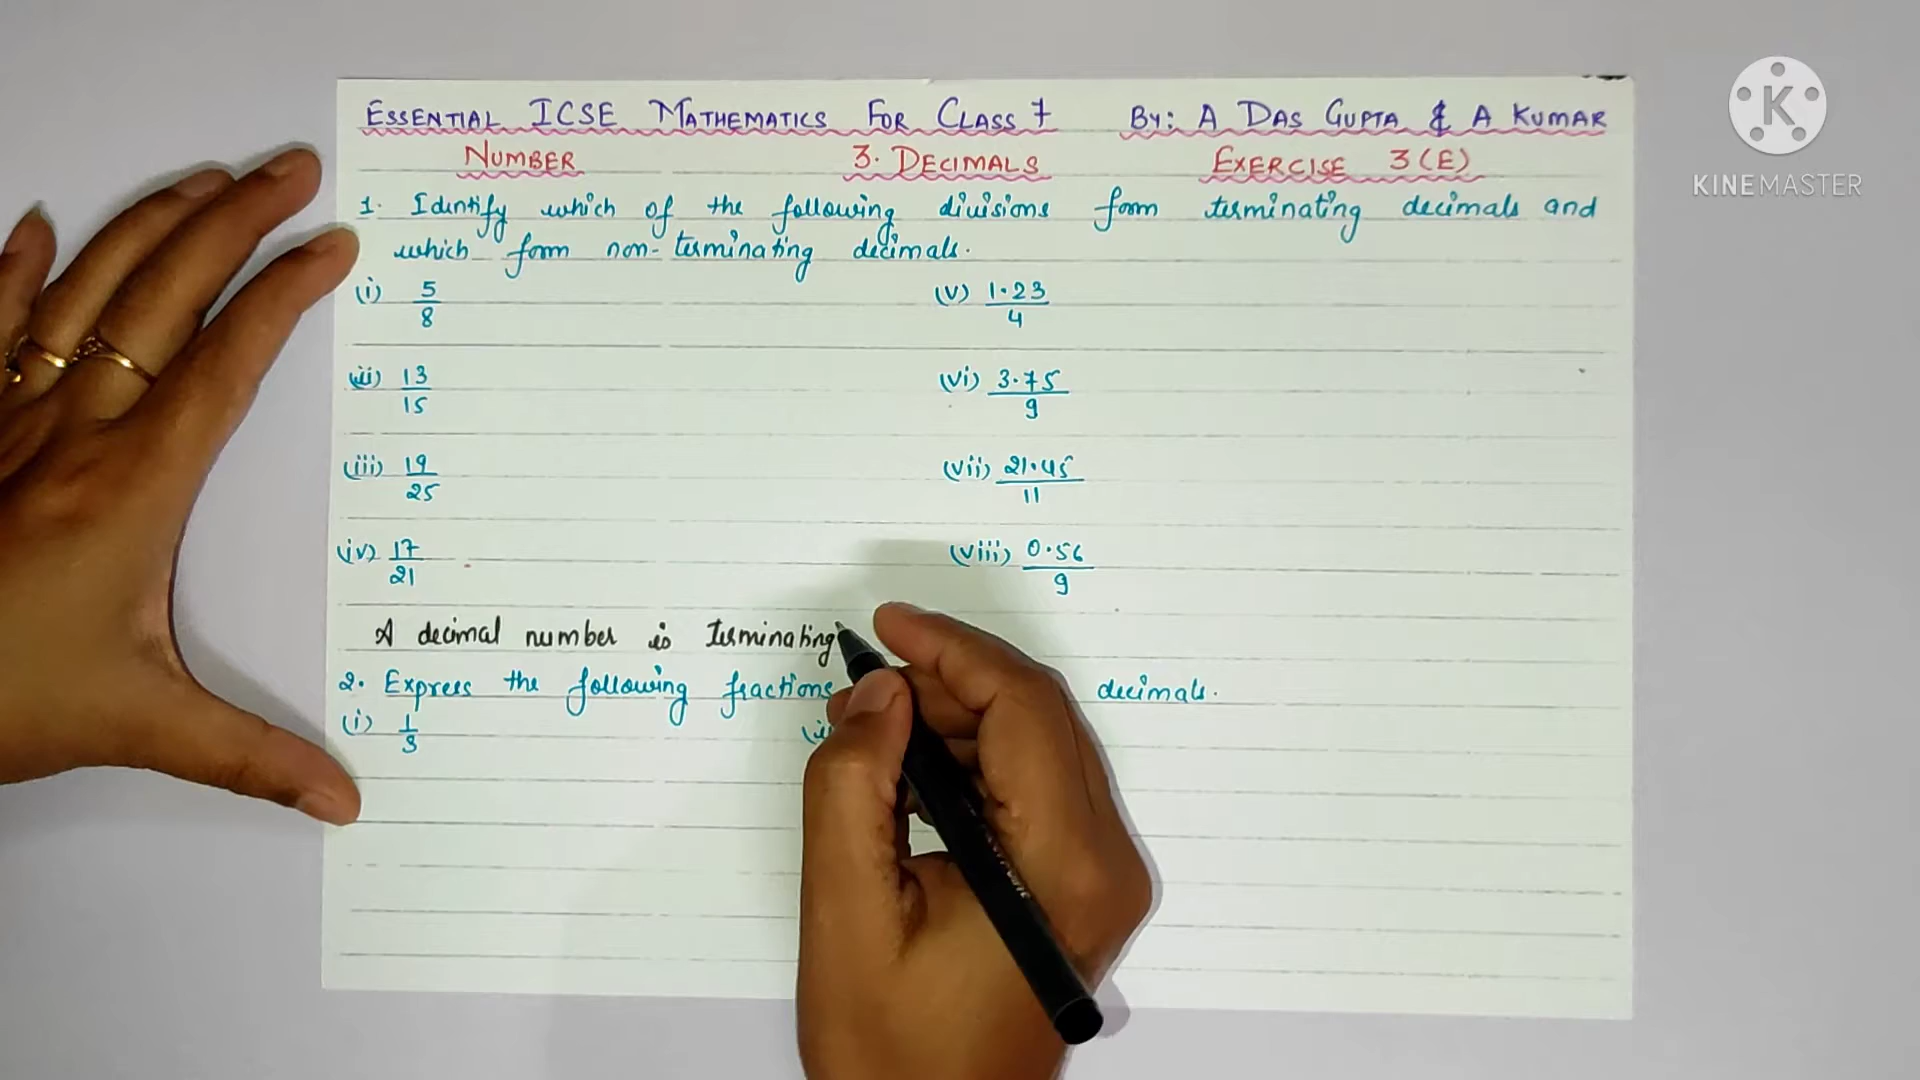 ESSENTIAL ICSE MATHEMATICS FOR CLASS 7 BY: A DAS GUPTA & A KUMAR
NUMBER 3. DECIMALS EXERCISE 3(E)
1. Identify which of the following divisions form terminating decimals and
which form non-terminating decimals.
(i) 5/8 (v) 1.23/4
(ii) 13/15 (vi) 3.75/9
(iii) 19/25 (vii) 21.45/11
(iv) 17/21 (viii) 0.56/9
A decimal number is terminating
2. Express the following fractions decimals.
(i) 1/3
KINEMASTER